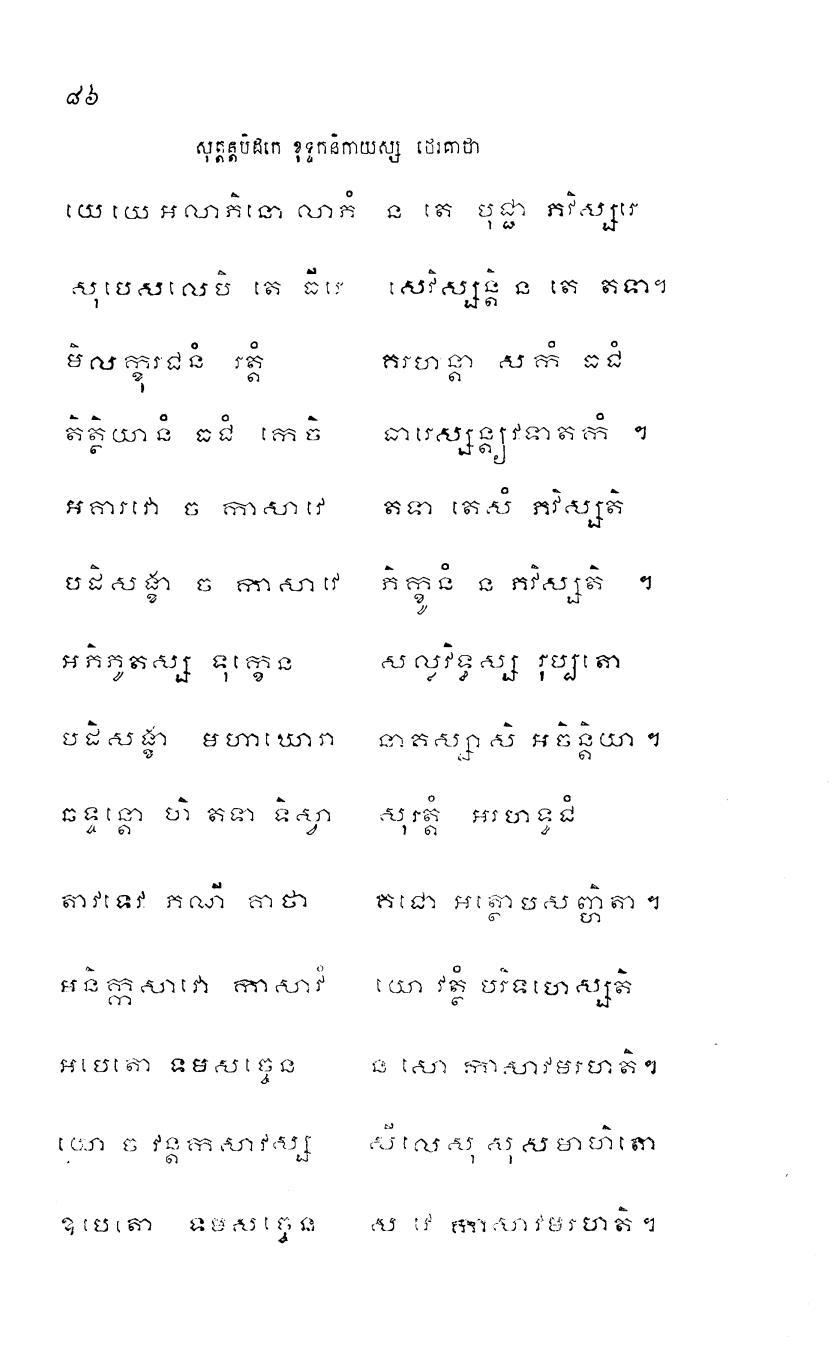 ៨៦
សុត្តន្តបិដកេ ខុទ្ទកនិកាយស្ស ថេរគាថា
យេ យេ អលាភិនោ លាភំ ន តេ បុជ្ជា ភវិស្សរេ
សុបេសលេបិ តេ ធីរេ សេវិស្សន្តិ ន តេ តទា។
មិលក្ខុរជនំ រត្តំ គរហន្តា សកំ ធជំ
តិត្ថិយានំ ធជំ កេចិ ធារេស្សន្ត្យវទាតកំ ។
អគារវោ ច កាសាវេ តទា តេសំ ភវិស្សតិ
បដិសង្ខា ច កាសាវេ ភិក្ខូនំ ន ភវិស្សតិ ។
អភិភូតស្ស ទុក្ខេន សល្លវិទ្ធស្ស រុប្បតោ
បដិសង្ខា មហាឃោរា នាគស្សាសិ អចិន្តិយា ។
ឆទ្ទន្តោ ហិ តទា ទិស្វា សុរត្តំ អរហទ្ធជំ
តាវទេវ ភណី គាថា គជោ អត្ថោបសញ្ហិតា ។
អនិក្កសាវោ កាសាវំ យោ វត្ថំ បរិទហេស្សតិ
អបេតោ ទមសច្ចេន ន សោ កាសាវមរហតិ។
យោ ច វន្តកសាវស្ស សីលេសុ សុសមាហិតោ
ឧបេតោ ទមសច្ចេន ស វេ កាសាវមរហតិ។